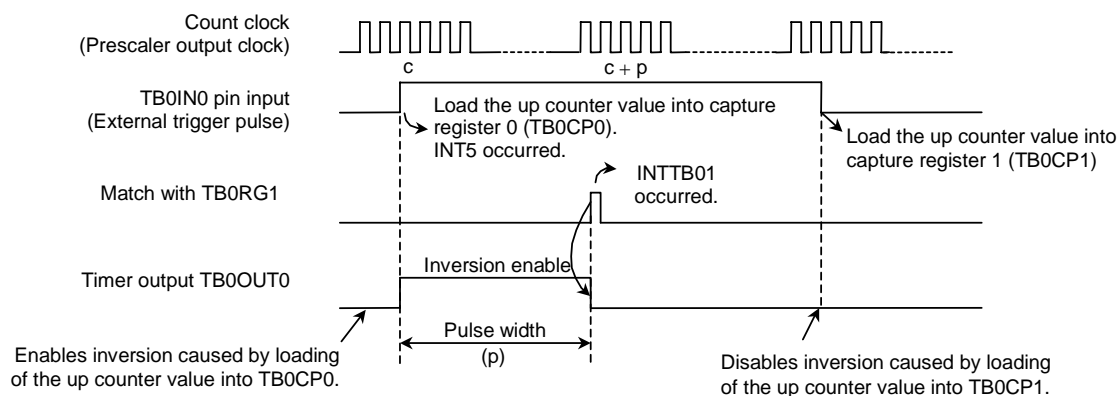 Count clock
(Prescaler output clock)
c
c + p
TB0IN0 pin input
(External trigger pulse)
Load the up counter value into capture
register 0 (TB0CP0).
INT5 occurred.
Load the up counter value into
capture register 1 (TB0CP1)
INTTB01
occurred.
Match with TB0RG1
Inversion enable
Timer output TB0OUT0
Pulse width
(p)
Enables inversion caused by loading
of the up counter value into TB0CP0.
Disables inversion caused by loading
of the up counter value into TB0CP1.